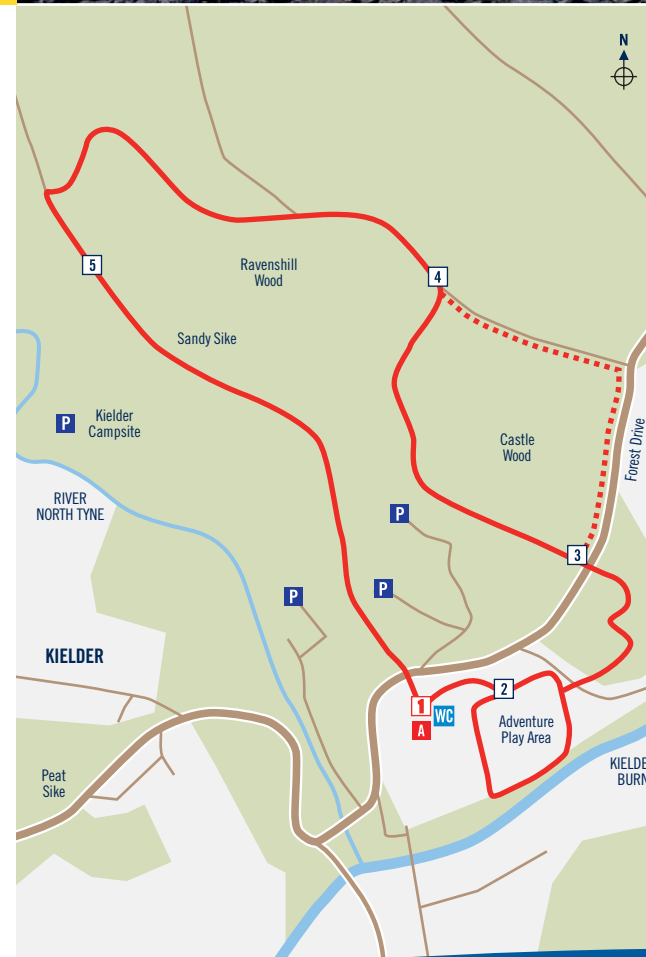 N
5
4
Ravenshill
Wood
Sandy Sike
P
Kielder
Campsite
Castle
Wood
Forest Drive
RIVER
NORTH TYNE
P
3
P
P
KIELDER
2
1
WC
A
Adventure
Play Area
Peat
Sike
KIELDE
BURN